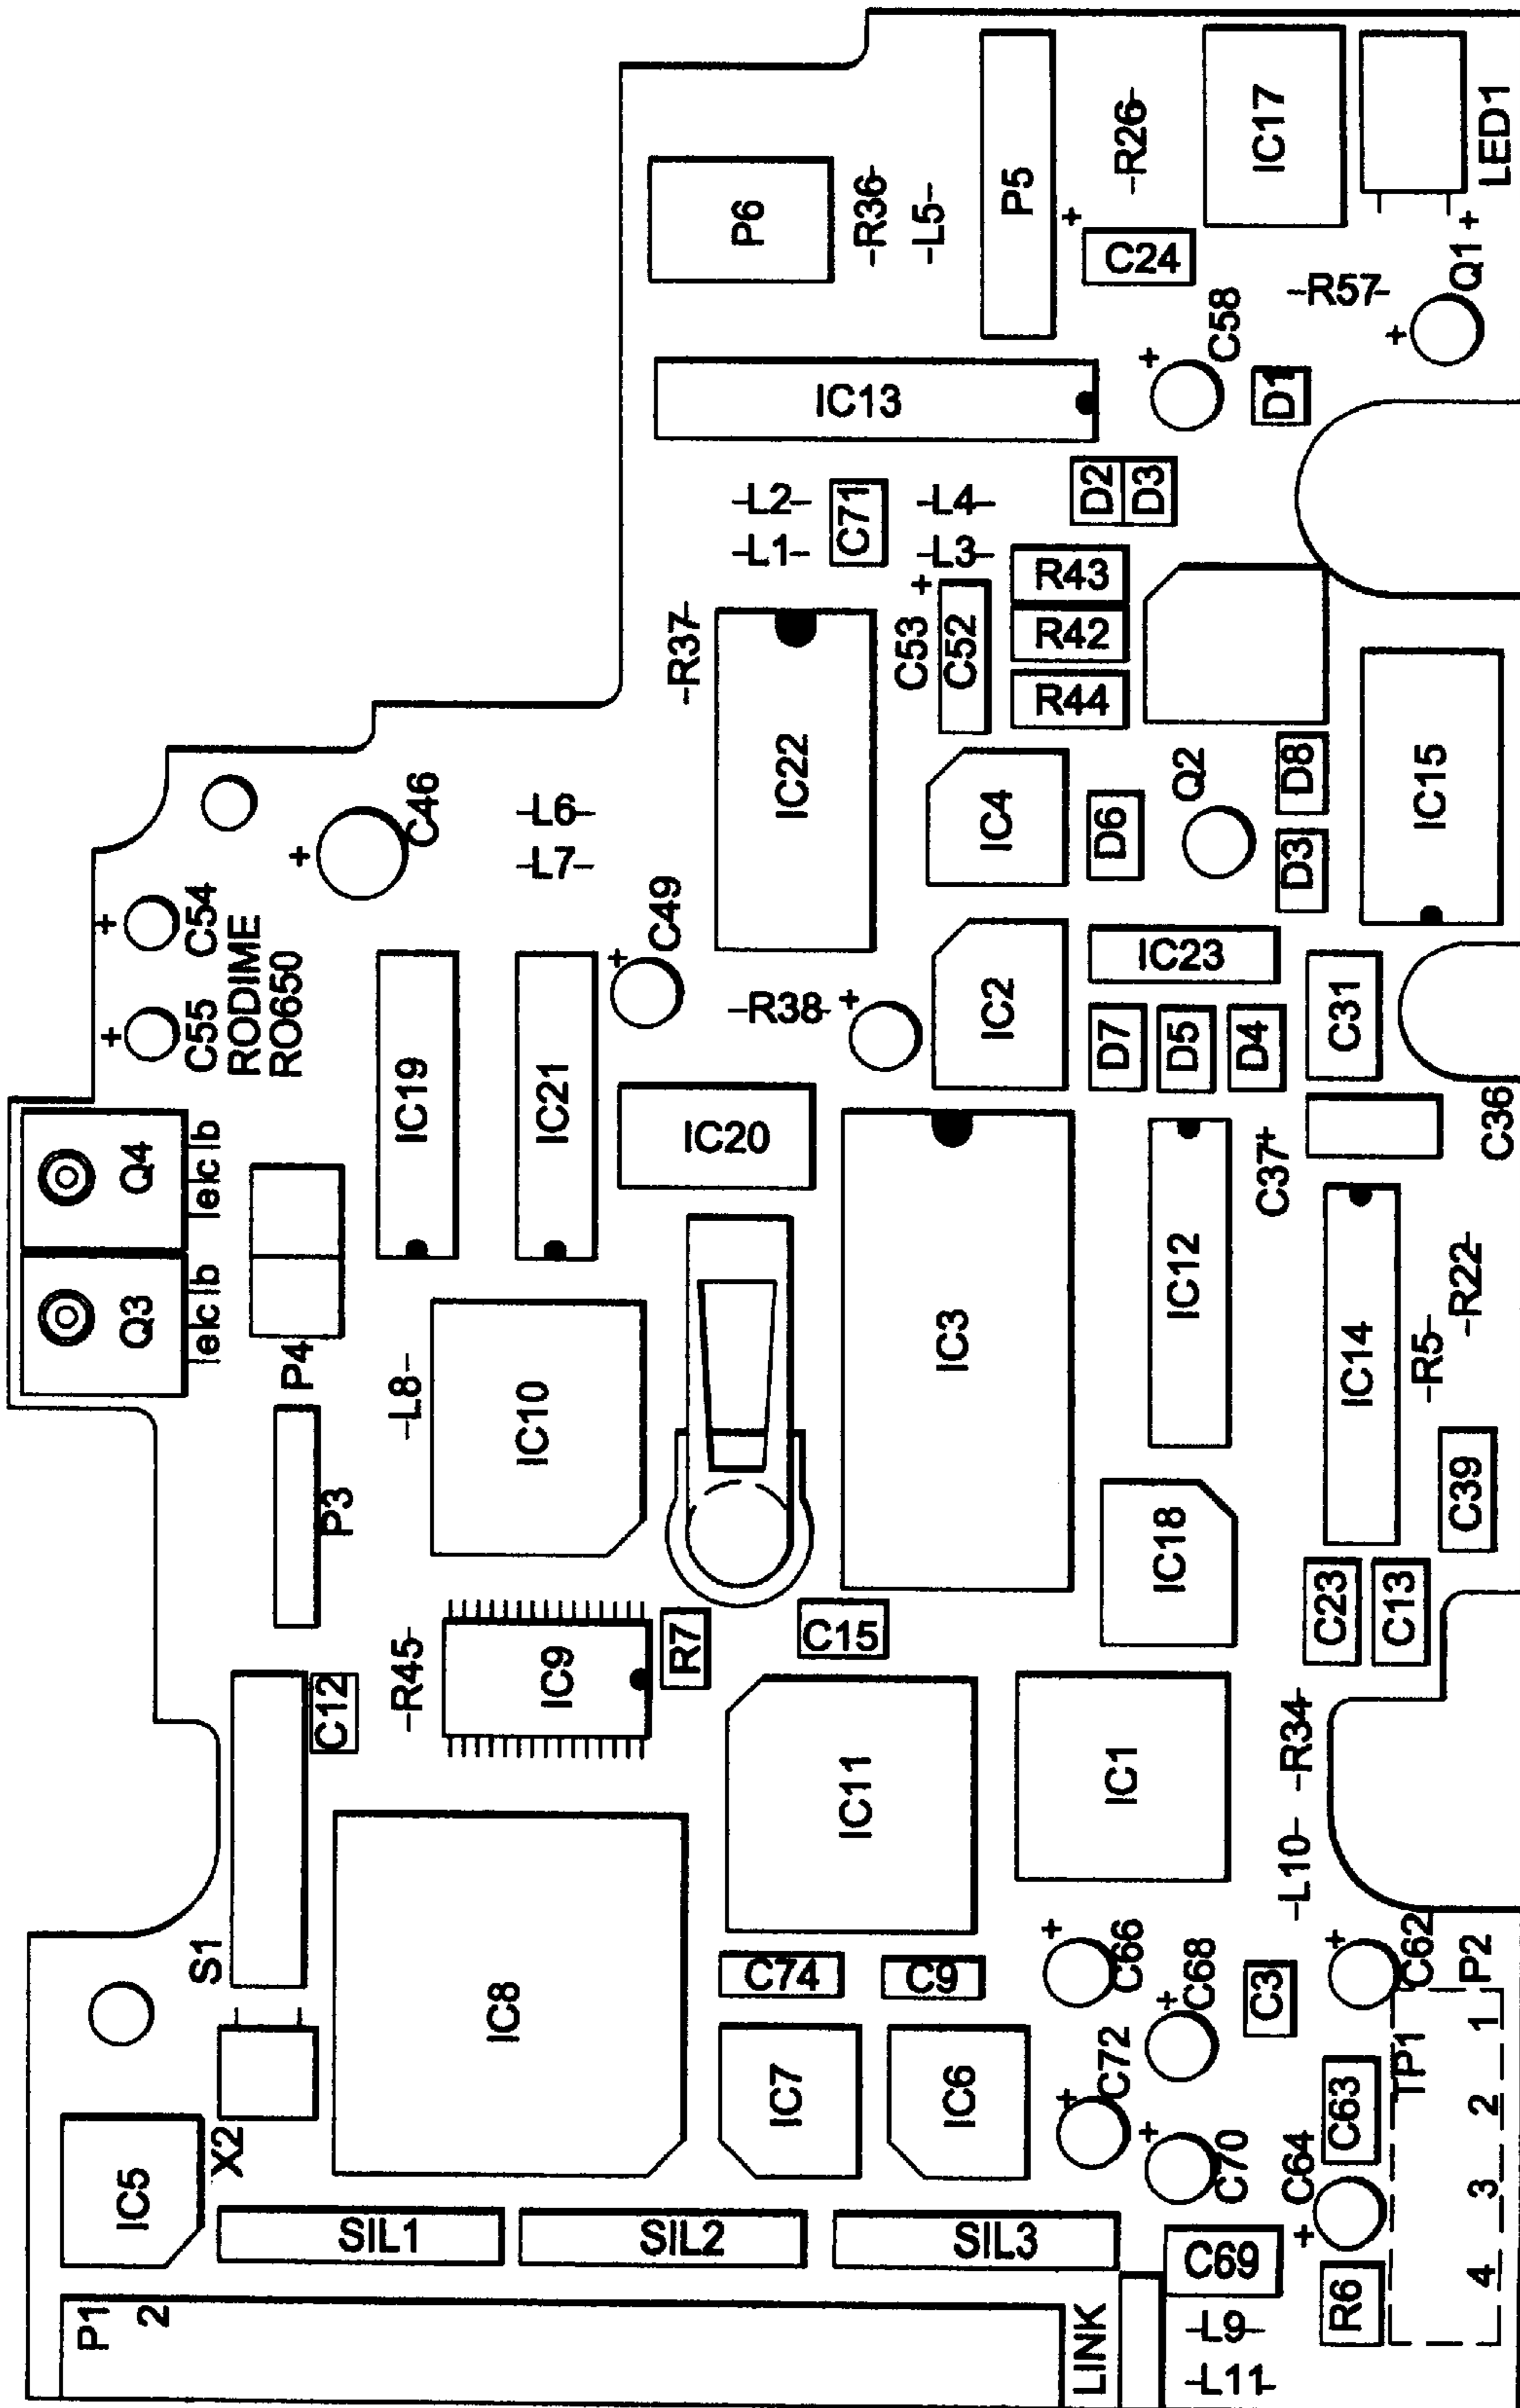 P6
-R36-
-L5-
P5
+
-R26-
C24
IC17
LED1
+
Q1
-R57-
+
+
C58
D1
IC13
-L2-
-L1-
C71
-L4-
-L3-
D2
D3
-R37-
IC22
+
C53
C52
R43
R42
R44
IC4
D6
Q2
D8
D3
IC15
+
C46
-L6-
-L7-
+
C54
+
C55
RODIME
RO650
+
C49
-R38-
+
IC2
IC23
D7
D5
D4
C31
C36
+
C37
Q4
lelclb
Q3
lelclb
P4
IC19
IC21
IC20
-L8-
IC10
IC3
IC12
IC14
-R5-
-R22-
P3
IC18
C39
C23
C13
-R45-
IC9
R7
C15
C12
S1
IC11
IC1
-R34-
-L10-
IC8
C74
C9
+
C66
+
C68
C3
+
C62
P2
X2
IC5
IC7
IC6
+
C72
+
C70
C63
TP1
1
2
3
4
C64
+
SIL1
SIL2
SIL3
C69
R6
P1
2
LINK
-L9-
-L11-